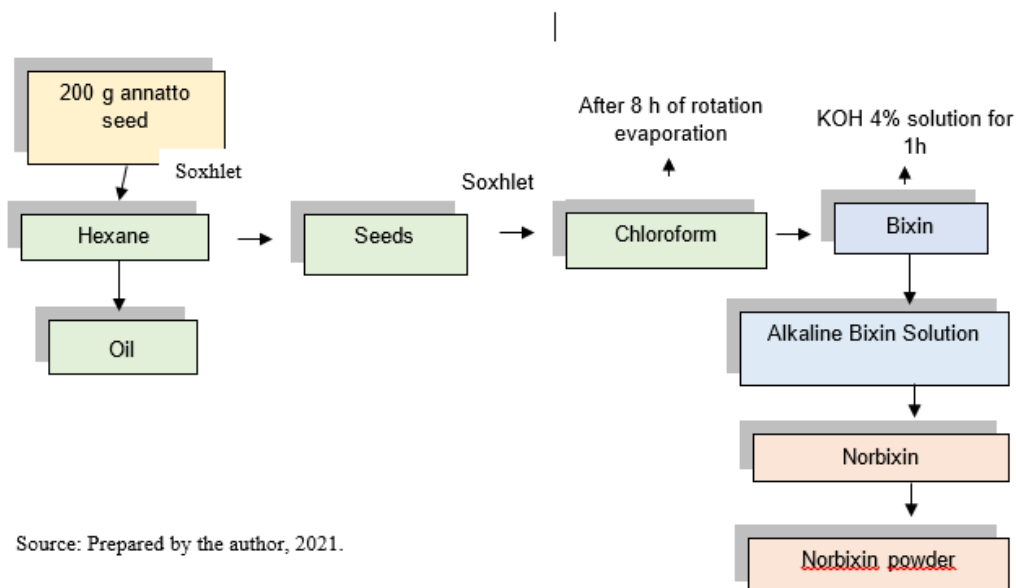 200 g annatto
seed
Soxhlet
After 8 h of rotation
evaporation
KOH 4% solution for
1h
Soxhlet
Hexane
Seeds
Chloroform
Bixin
Oil
Alkaline Bixin Solution
Norbixin
Norbixin powder
Source: Prepared by the author, 2021.